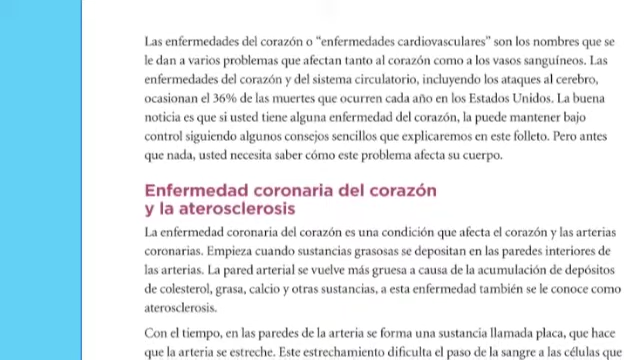 Las enfermedades del corazón o "enfermedades cardiovasculares" son los nombres que se
le dan a varios problemas que afectan tanto al corazón como a los vasos sanguíneos. Las
enfermedades del corazón y del sistema circulatorio, incluyendo los ataques al cerebro,
ocasionan el 36% de las muertes que ocurren cada año en los Estados Unidos. La buena
noticia es que si usted tiene alguna enfermedad del corazón, la puede mantener bajo
control siguiendo algunos consejos sencillos que explicaremos en este folleto. Pero antes
que nada, usted necesita saber cómo este problema afecta su cuerpo.
Enfermedad coronaria del corazón
y la aterosclerosis
La enfermedad coronaria del corazón es una condición que afecta el corazón y las arterias
coronarias. Empieza cuando sustancias grasosas se depositan en las paredes interiores de
las arterias. La pared arterial se vuelve más gruesa a causa de la acumulación de depósitos
de colesterol, grasa, calcio y otras sustancias, a esta enfermedad también se le conoce como
aterosclerosis.
Con el tiempo, en las paredes de la arteria se forma una sustancia llamada placa, que hace
que la arteria se estreche. Este estrechamiento dificulta el paso de la sangre a las células que